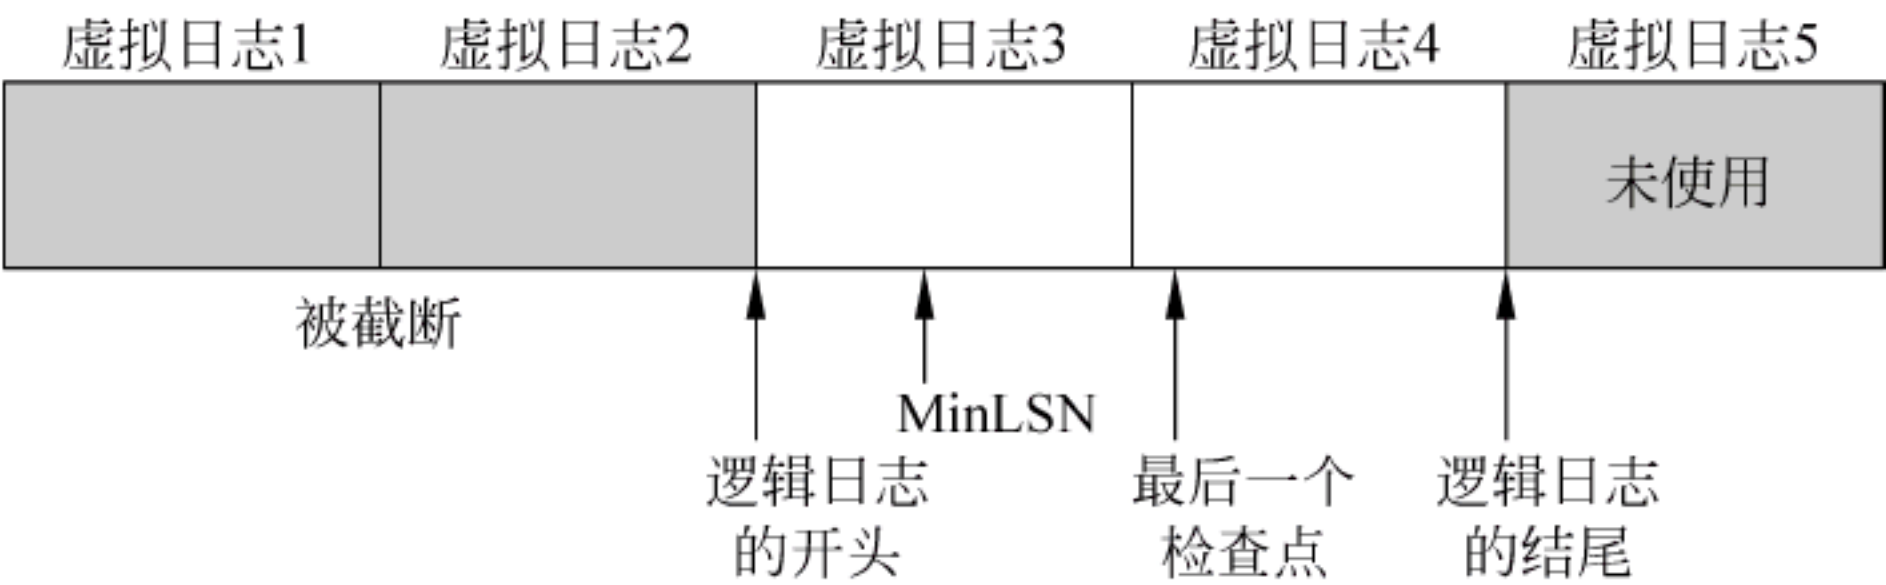 虚拟日志1 虚拟日志2 虚拟日志3 虚拟日志4 虚拟日志5
未使用
被截断
MinLSN
逻辑日志
的开头
最后一个
检查点
逻辑日志
的结尾